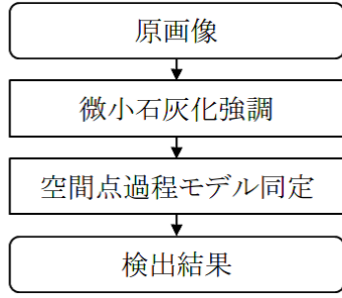 原画像
微小石灰化強調
空間点過程モデル同定
検出結果